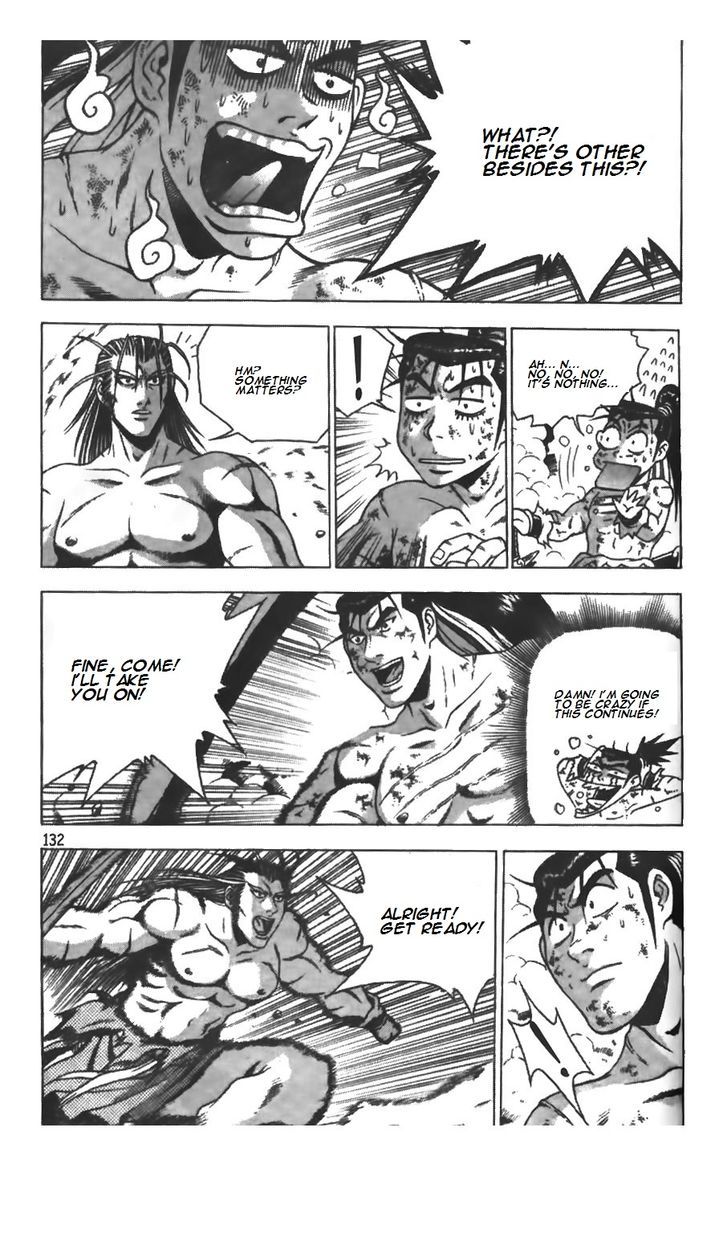 WHAT?!
THERE'S OTHER
BESIDES THIS?!
HM?
SOMETHING
MATTERS?
!
AH... N...
NO, NO, NO!
IT'S NOTHING...
FINE, COME!
I'LL TAKE
YOU ON!
DAMN! I'M GOING
TO BE CRAZY IF
THIS CONTINUES!
132
ALRIGHT!
GET READY!
!